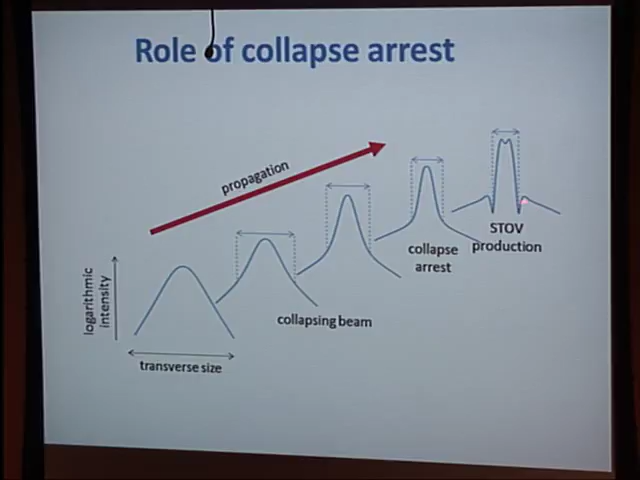 Role of collapse arrest
propagation
logarithmic
intensity
transverse size
collapsing beam
collapse
arrest
STOV
production